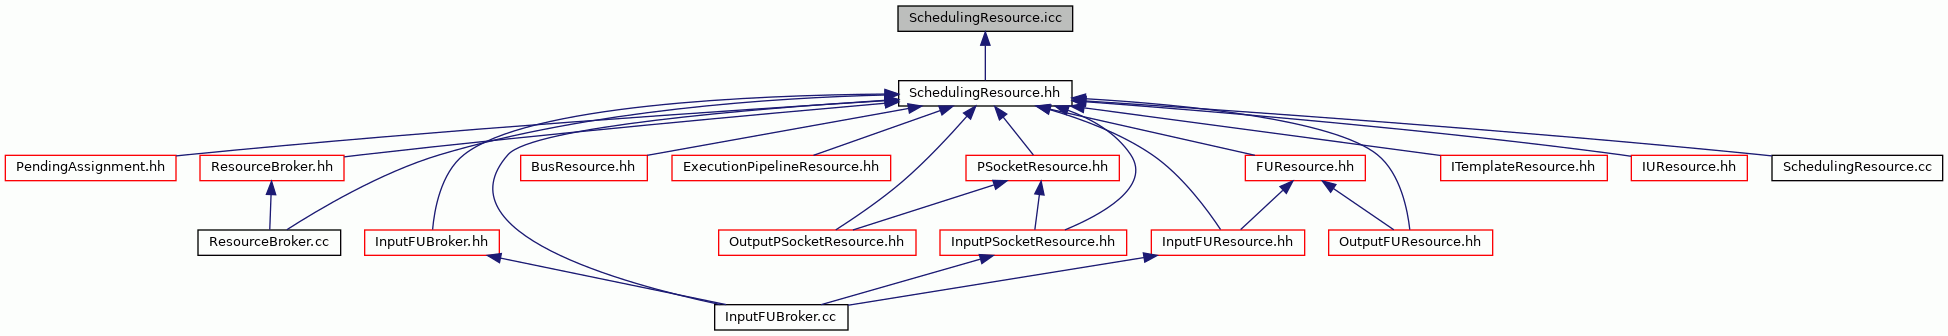 SchedulingResource.icc
SchedulingResource.hh
PendingAssignment.hh
ResourceBroker.hh
BusResource.hh
ExecutionPipelineResource.hh
PSocketResource.hh
FUResource.hh
ITemplateResource.hh
IUResource.hh
SchedulingResource.cc
ResourceBroker.cc
InputFUBroker.hh
OutputPSocketResource.hh
InputPSocketResource.hh
InputFUResource.hh
OutputFUResource.hh
InputFUBroker.cc